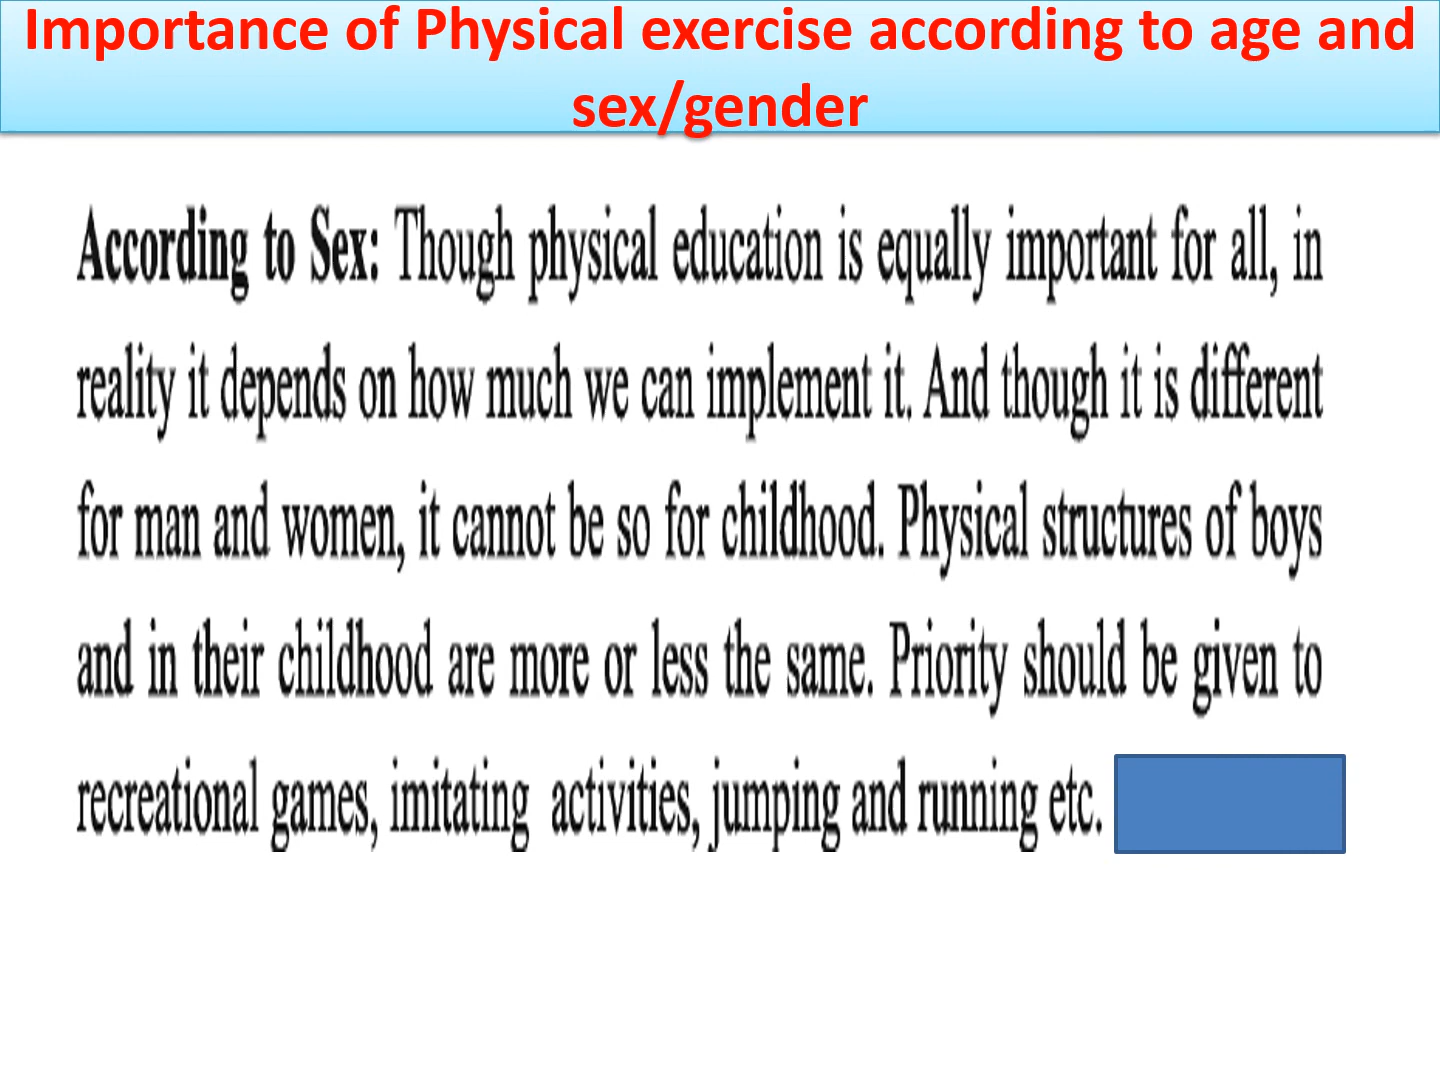 Importance of Physical exercise according to age and
sex/gender
According to Sex: Though physical education is equally important for all, in
reality it depends on how much we can implement it. And though it is different
for man and women, it cannot be so for childhood. Physical structures of boys
and in their childhood are more or less the same. Priority should be given to
recreational games, imitating activities, jumping and running etc.